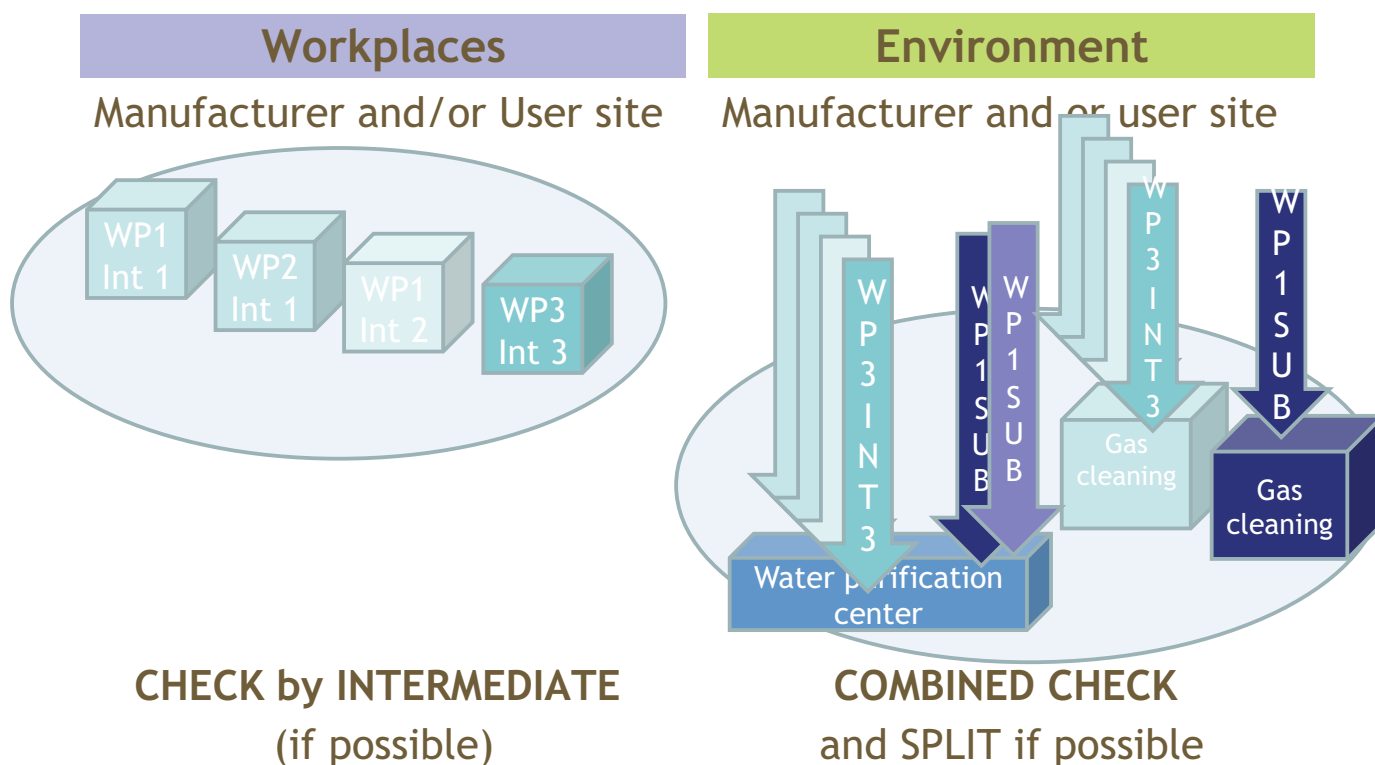 Workplaces
Manufacturer and/or User site
WP1
Int 1
WP2
Int 1
WP1
Int 2
WP3
Int 3
CHECK by INTERMEDIATE
(if possible)
Environment
Manufacturer and or user site
WP3INT3
WP1SUB
WP1SUB
WP3INT3
WP1SUB
Gas
cleaning
Gas
cleaning
Water purification
center
COMBINED CHECK
and SPLIT if possible